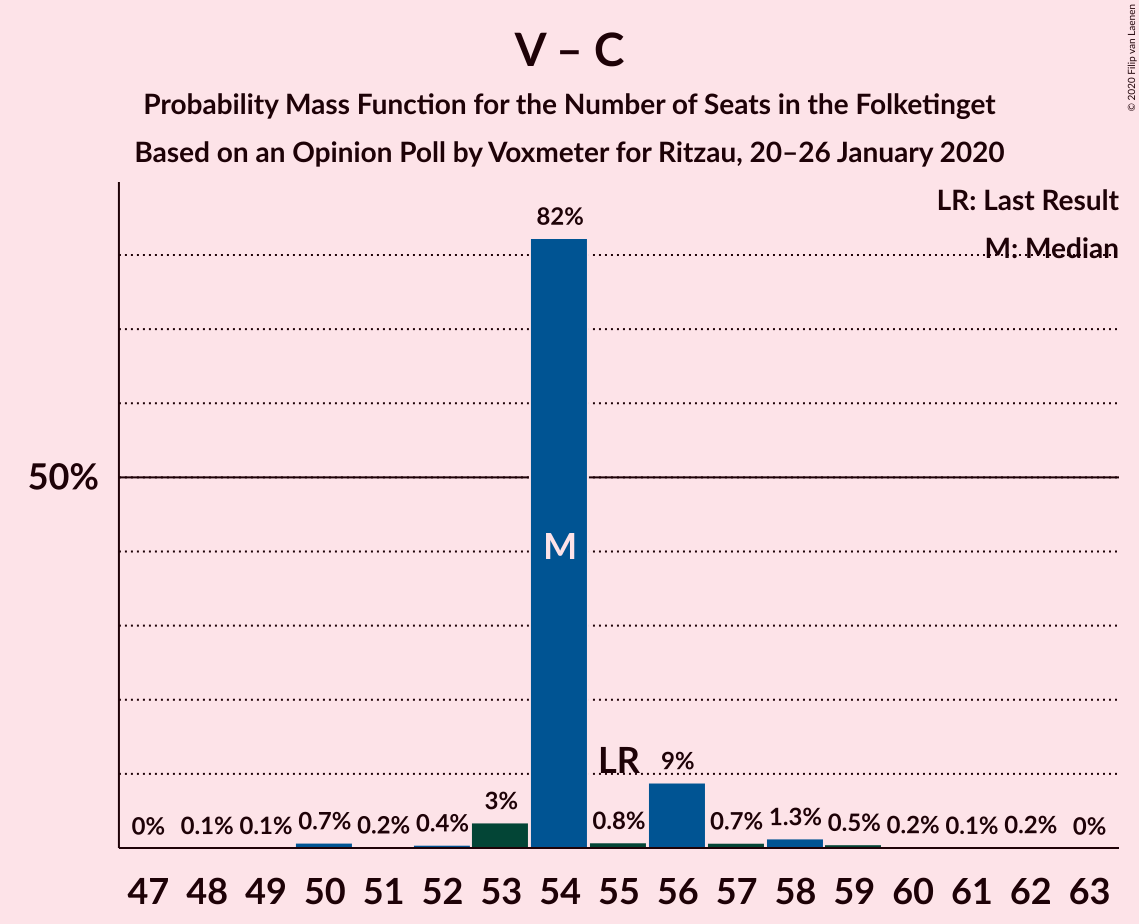 V – C
Probability Mass Function for the Number of Seats in the Folketinget
Based on an Opinion Poll by Voxmeter for Ritzau, 20–26 January 2020
© 2020 Filip van Laenen
LR: Last Result
M: Median
82%
50%
M
LR
9%
3%
0% 0.1% 0.1% 0.7% 0.2% 0.4% 0.8% 0.7% 1.3% 0.5% 0.2% 0.1% 0.2% 0%
47 48 49 50 51 52 53 54 55 56 57 58 59 60 61 62 63